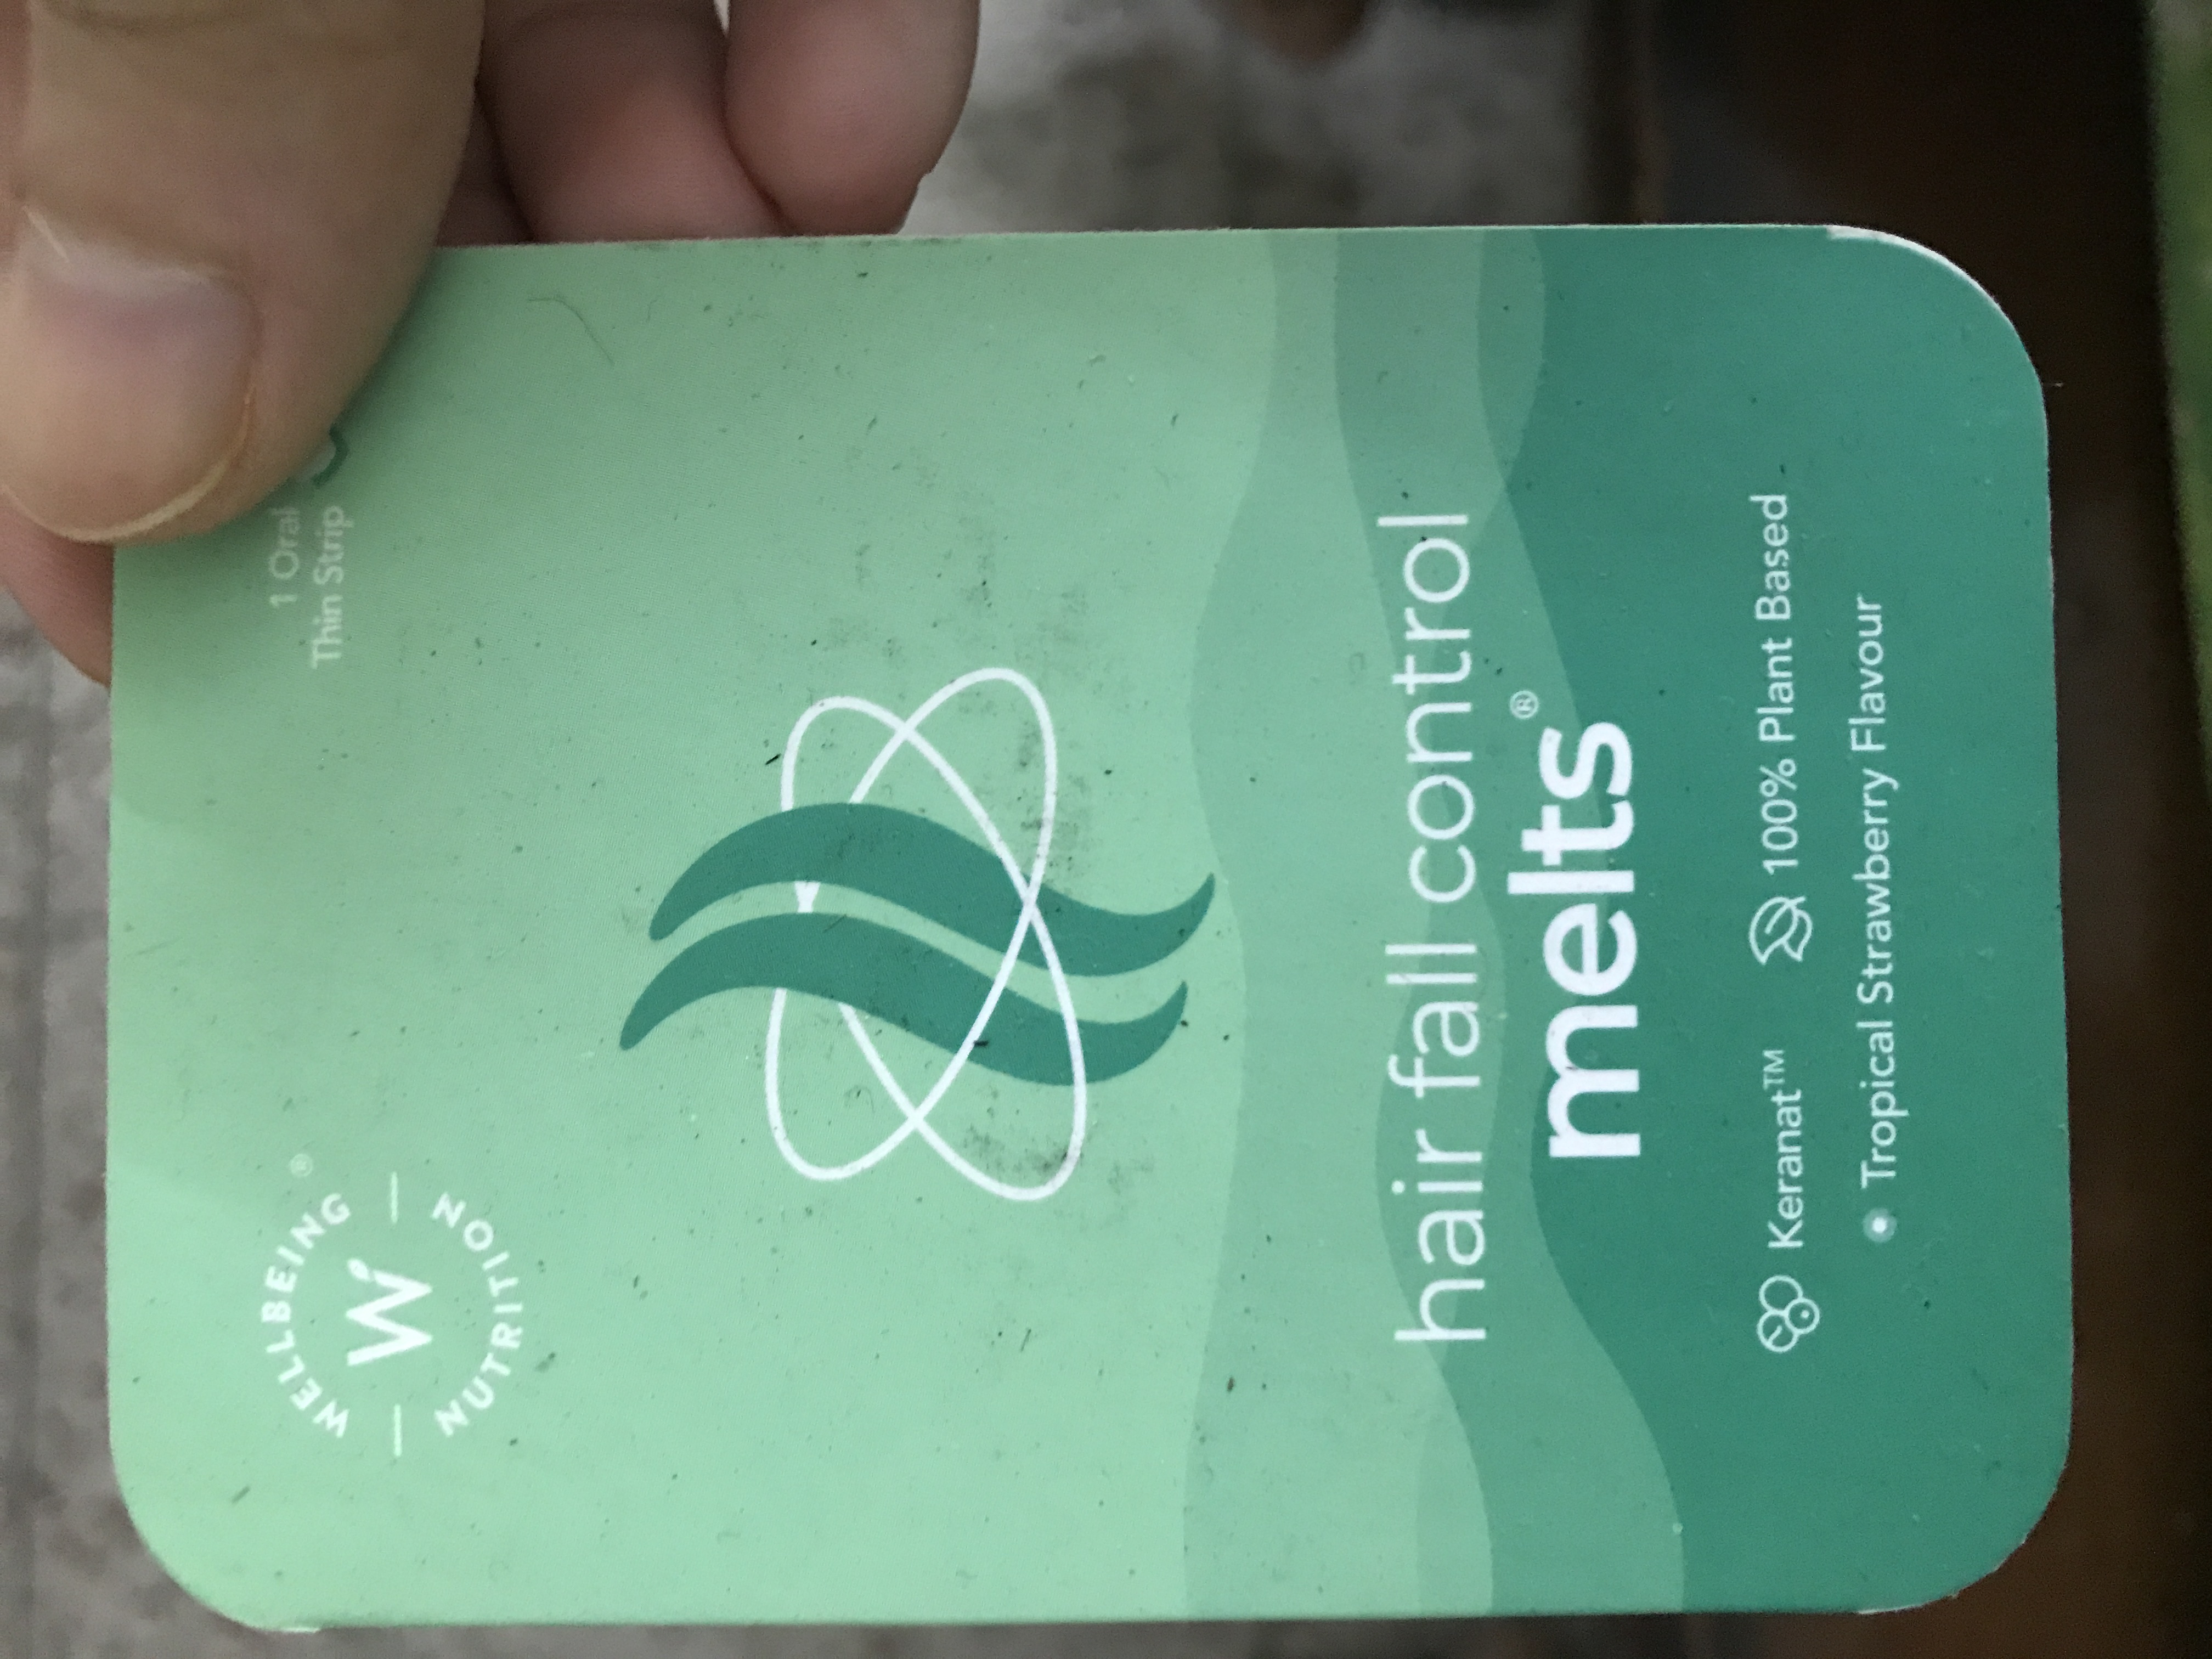 WELLBEING ®
W
NUTRITION
1 Oral
Thin Strip
hair fall control
melts®
Keranat™ 100% Plant Based
Tropical Strawberry Flavour